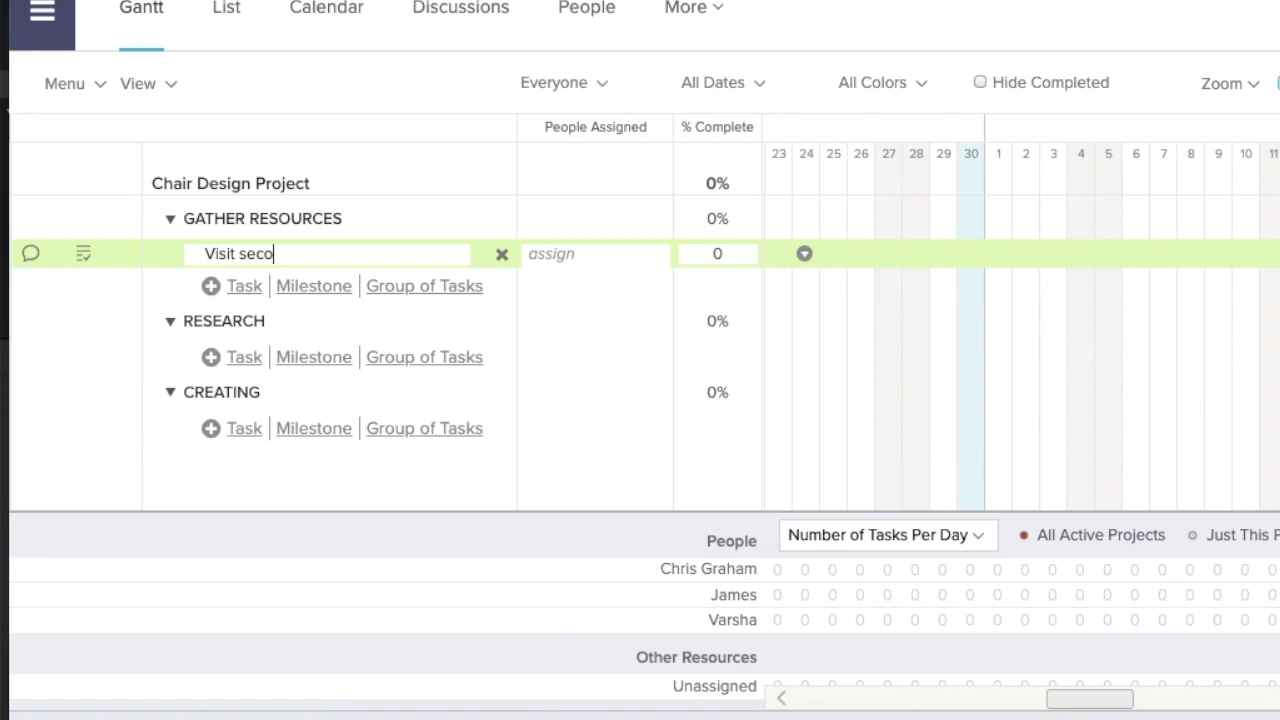 Gantt List Calendar Discussions People More
Menu View Everyone All Dates All Colors Hide Completed Zoom
People Assigned % Complete
23 24 25 26 27 28 29 30 1 2 3 4 5 6 7 8 9 10 11
Chair Design Project 0%
GATHER RESOURCES 0%
Visit seco assign 0
Task Milestone Group of Tasks
RESEARCH 0%
Task Milestone Group of Tasks
CREATING 0%
Task Milestone Group of Tasks
People Number of Tasks Per Day All Active Projects Just This P
Chris Graham 0 0 0 0 0 0 0 0 0 0 0 0 0 0 0 0 0 0 0
James 0 0 0 0 0 0 0 0 0 0 0 0 0 0 0 0 0 0 0
Varsha 0 0 0 0 0 0 0 0 0 0 0 0 0 0 0 0 0 0 0
Other Resources
Unassigned